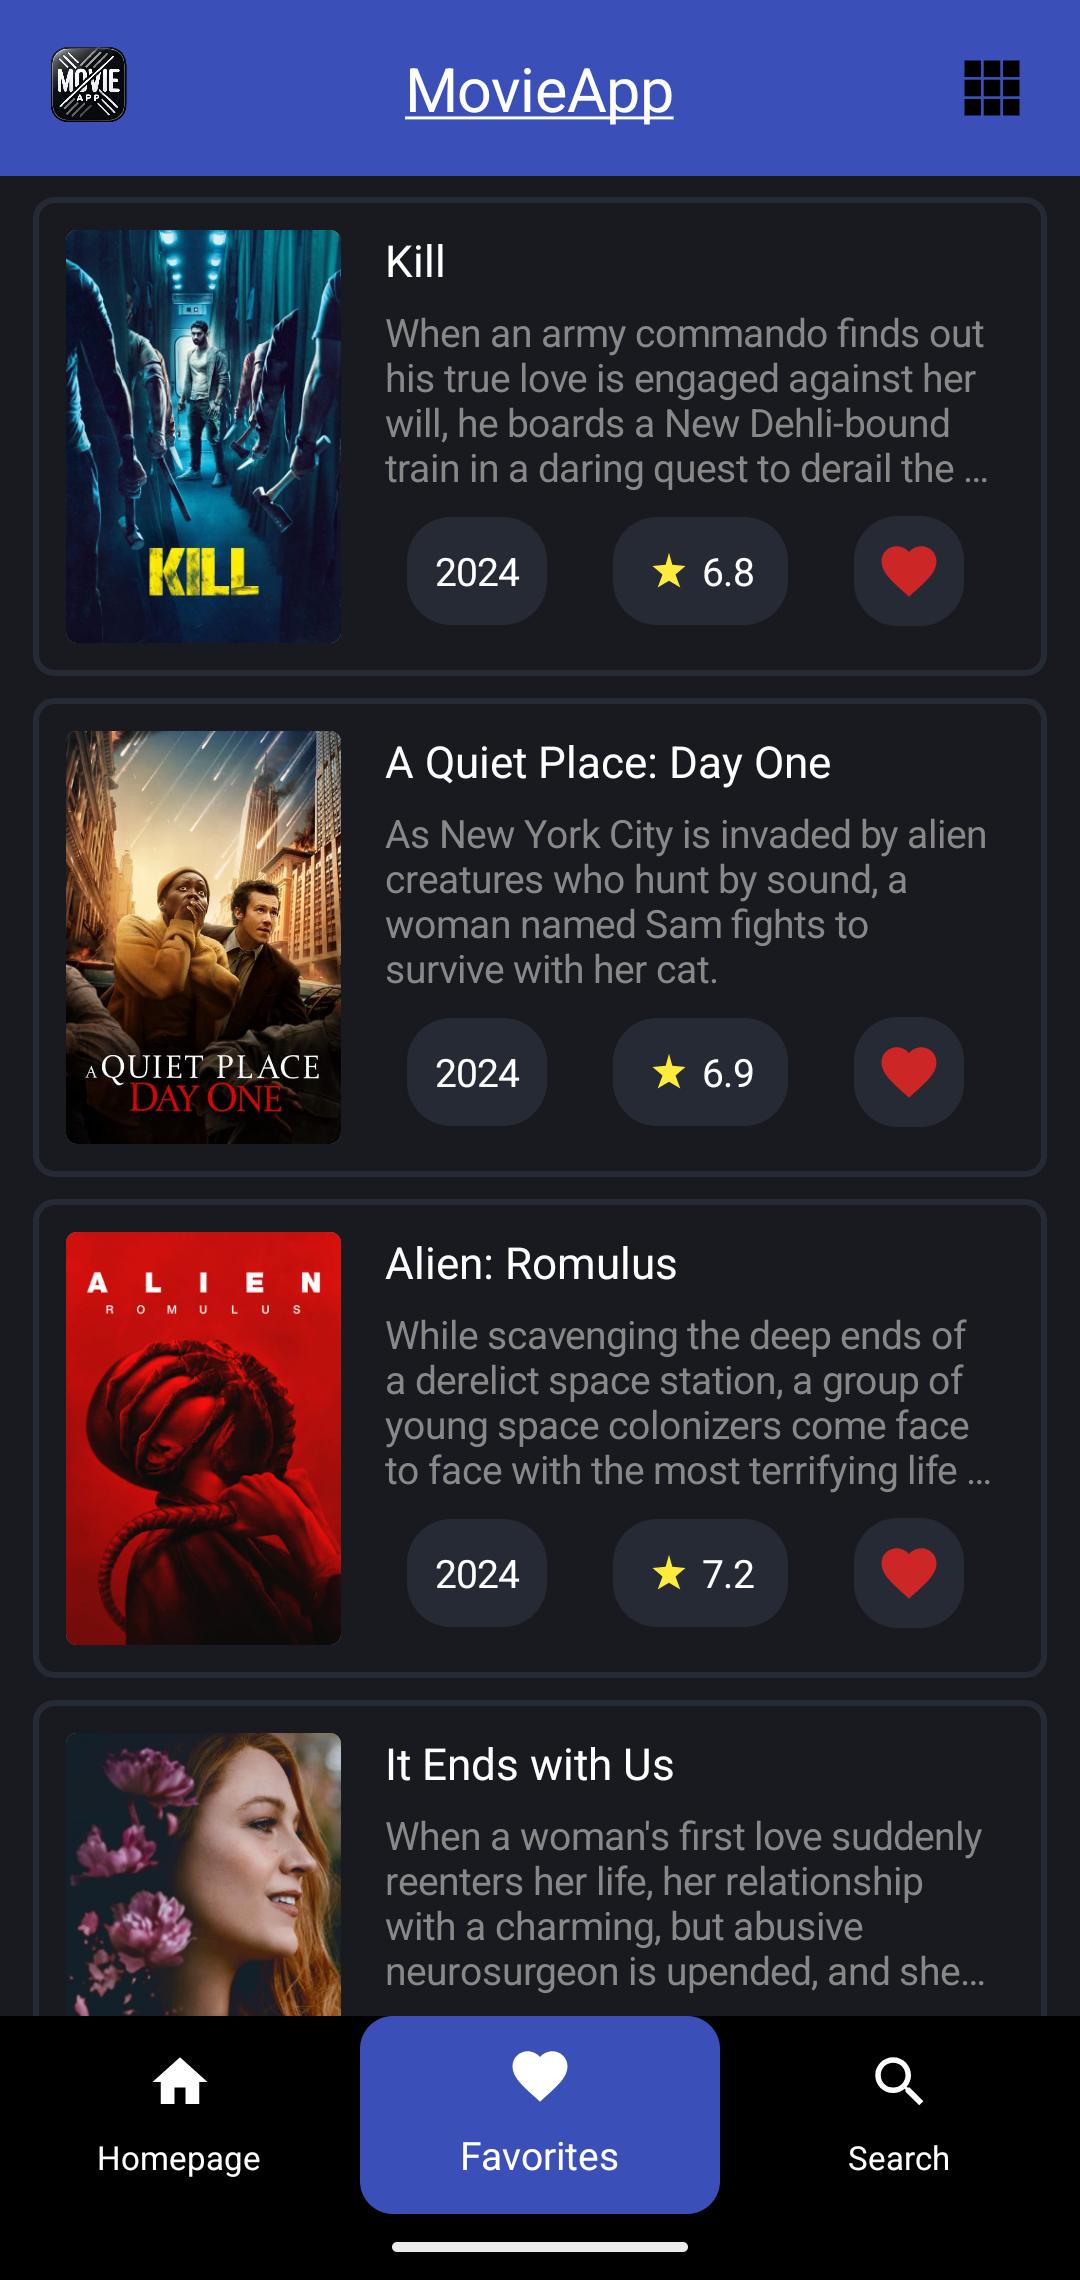 MOVIE
APP
MovieApp
KILL
Kill
When an army commando finds out
his true love is engaged against her
will, he boards a New Dehli-bound
train in a daring quest to derail the ...
2024
6.8
A QUIET PLACE
DAY ONE
A Quiet Place: Day One
As New York City is invaded by alien
creatures who hunt by sound, a
woman named Sam fights to
survive with her cat.
2024
6.9
ALIEN
ROMULUS
Alien: Romulus
While scavenging the deep ends of
a derelict space station, a group of
young space colonizers come face
to face with the most terrifying life ...
2024
7.2
It Ends with Us
When a woman's first love suddenly
reenters her life, her relationship
with a charming, but abusive
neurosurgeon is upended, and she...
Homepage
Favorites
Search